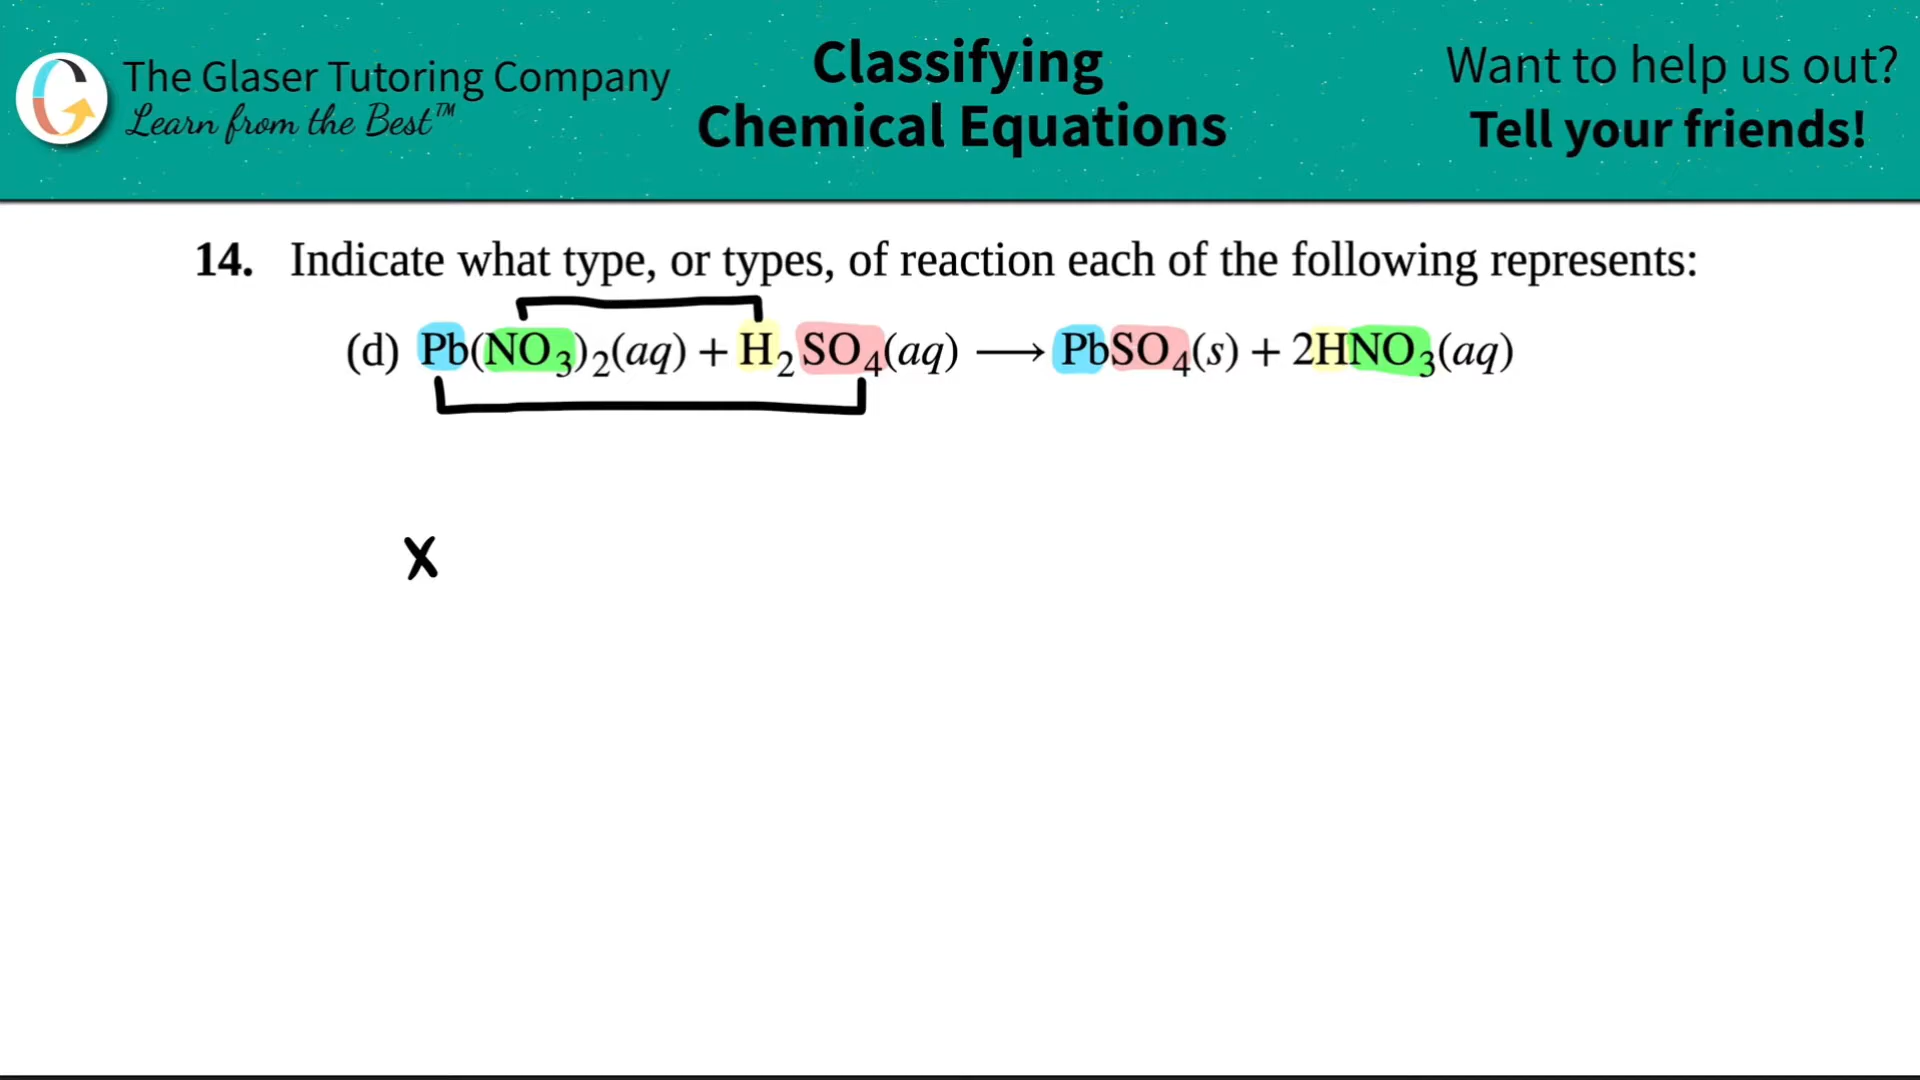 The Glaser Tutoring Company
Learn from the Best™
Classifying
Chemical Equations
Want to help us out?
Tell your friends!
14. Indicate what type, or types, of reaction each of the following represents:
(d) Pb(NO₃)₂(aq) + H₂SO₄(aq) ⟶ PbSO₄(s) + 2HNO₃(aq)
X